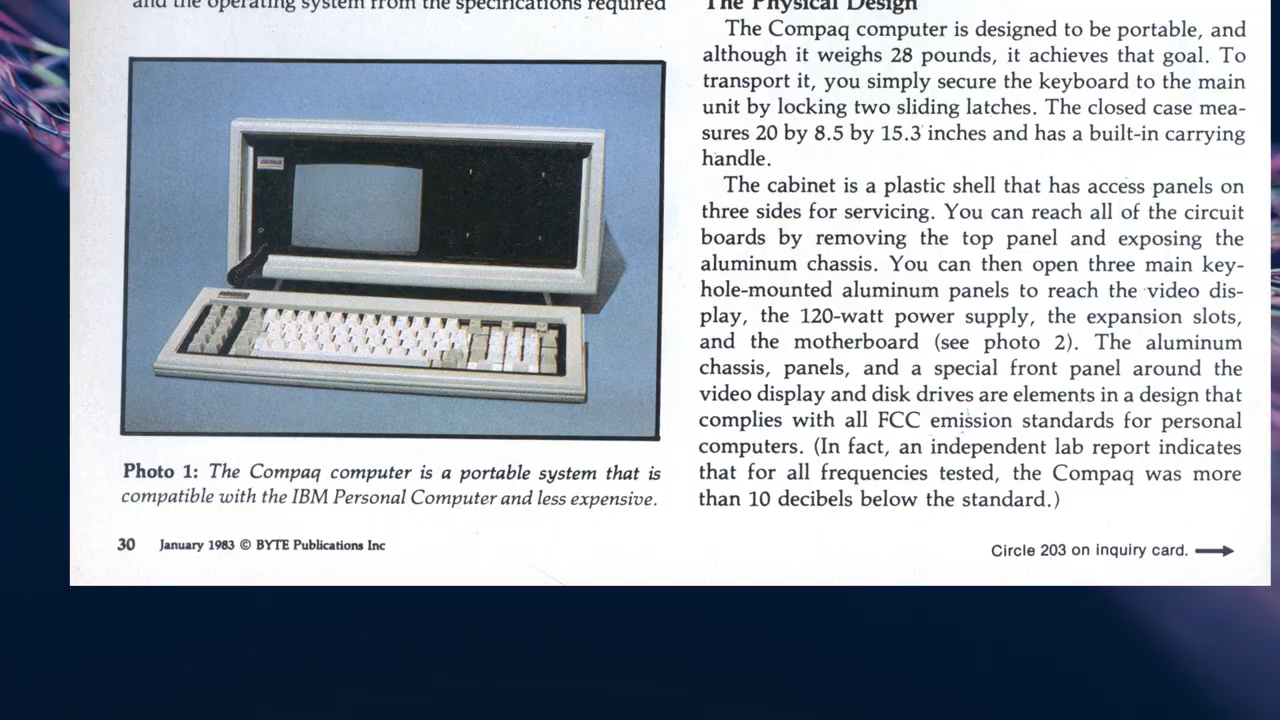 and the operating system from the specifications required
Photo 1: The Compaq computer is a portable system that is
compatible with the IBM Personal Computer and less expensive.
30 January 1983 © BYTE Publications Inc
The Physical Design
The Compaq computer is designed to be portable, and
although it weighs 28 pounds, it achieves that goal. To
transport it, you simply secure the keyboard to the main
unit by locking two sliding latches. The closed case mea-
sures 20 by 8.5 by 15.3 inches and has a built-in carrying
handle.
The cabinet is a plastic shell that has access panels on
three sides for servicing. You can reach all of the circuit
boards by removing the top panel and exposing the
aluminum chassis. You can then open three main key-
hole-mounted aluminum panels to reach the video dis-
play, the 120-watt power supply, the expansion slots,
and the motherboard (see photo 2). The aluminum
chassis, panels, and a special front panel around the
video display and disk drives are elements in a design that
complies with all FCC emission standards for personal
computers. (In fact, an independent lab report indicates
that for all frequencies tested, the Compaq was more
than 10 decibels below the standard.)
Circle 203 on inquiry card.